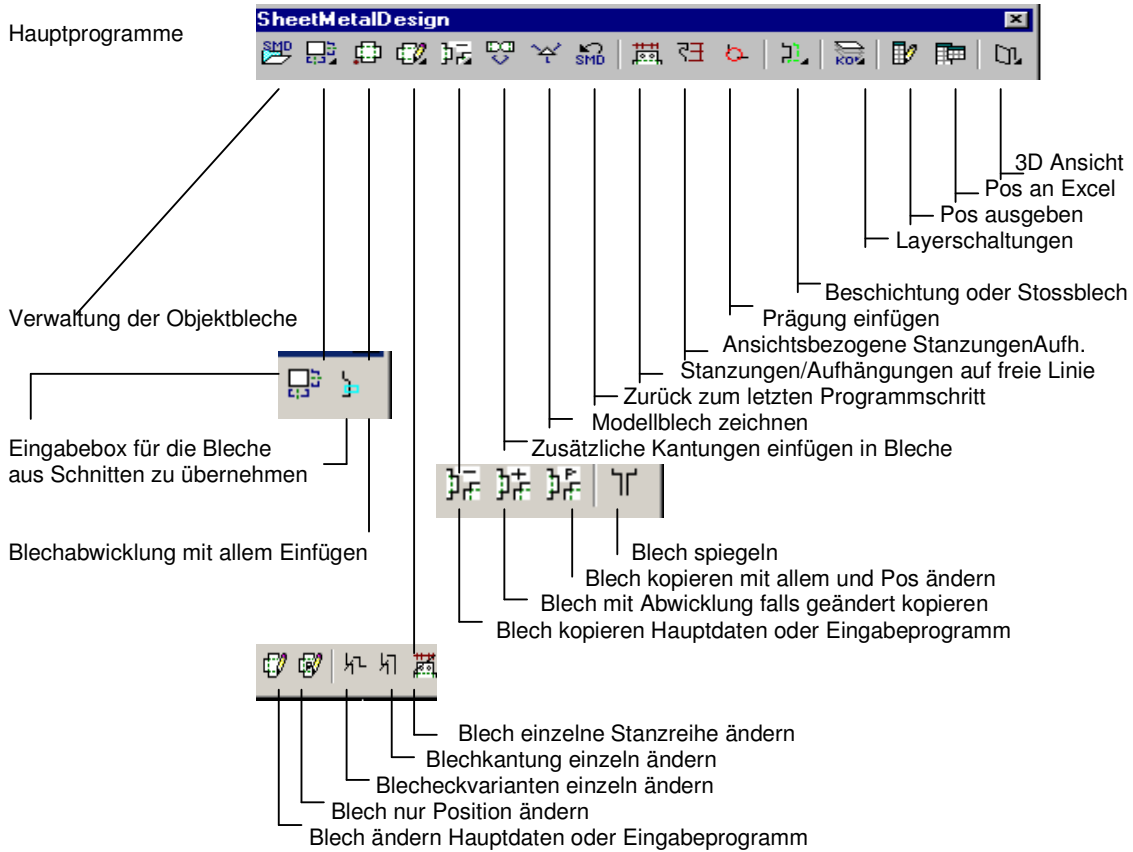 SheetMetalDesign
Hauptprogramme
SMD
SMD
KO
3D Ansicht
Pos an Excel
Pos ausgeben
Layerschaltungen
Beschichtung oder Stossblech
Verwaltung der Objektbleche
Prägung einfügen
Ansichtsbezogene StanzungenAufh.
Stanzungen/Aufhängungen auf freie Linie
Zurück zum letzten Programmschritt
Modellblech zeichnen
Eingabebox für die Bleche
aus Schnitten zu übernehmen
Zusätzliche Kantungen einfügen in Bleche
P
Blechabwicklung mit allem Einfügen
Blech spiegeln
Blech kopieren mit allem und Pos ändern
Blech mit Abwicklung falls geändert kopieren
Blech kopieren Hauptdaten oder Eingabeprogramm
Blech einzelne Stanzreihe ändern
Blechkantung einzeln ändern
Blecheckvarianten einzeln ändern
Blech nur Position ändern
Blech ändern Hauptdaten oder Eingabeprogramm